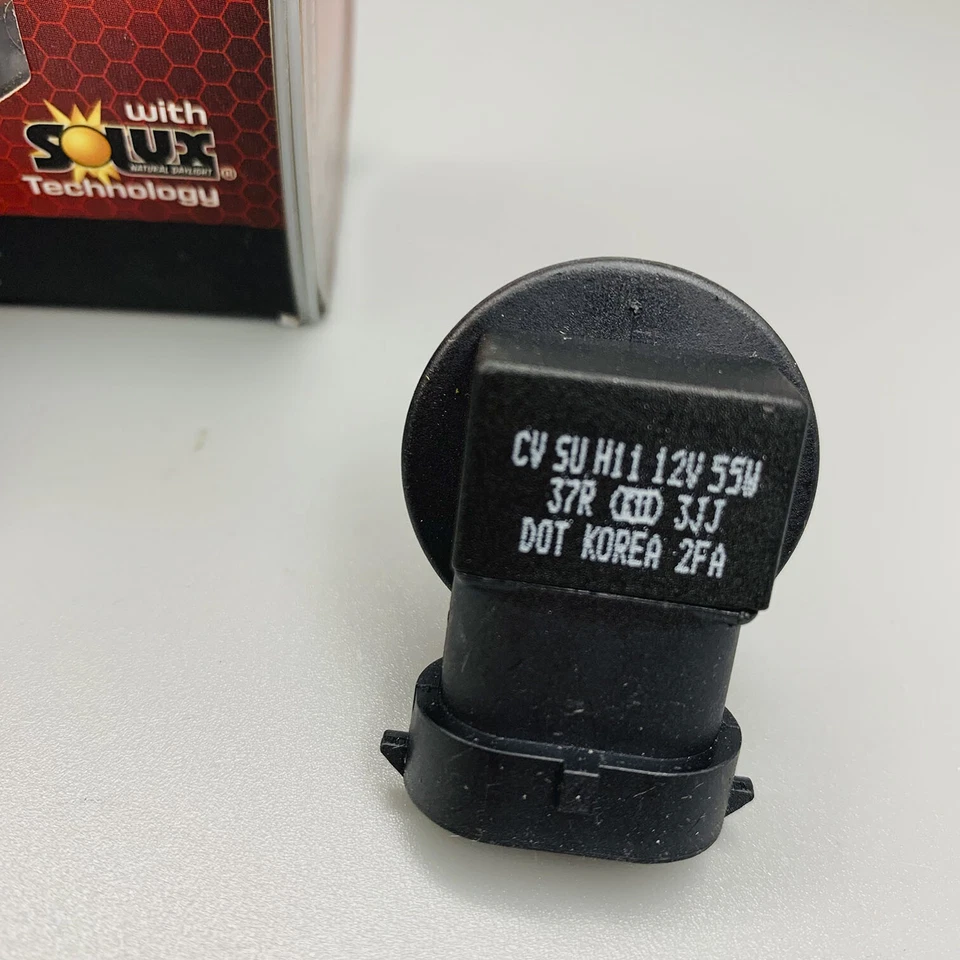 with
SOLUX
NATURAL DAYLIGHT ®
Technology
CV SU H11 12V 55W
37R 3JJ
DOT KOREA 2FA